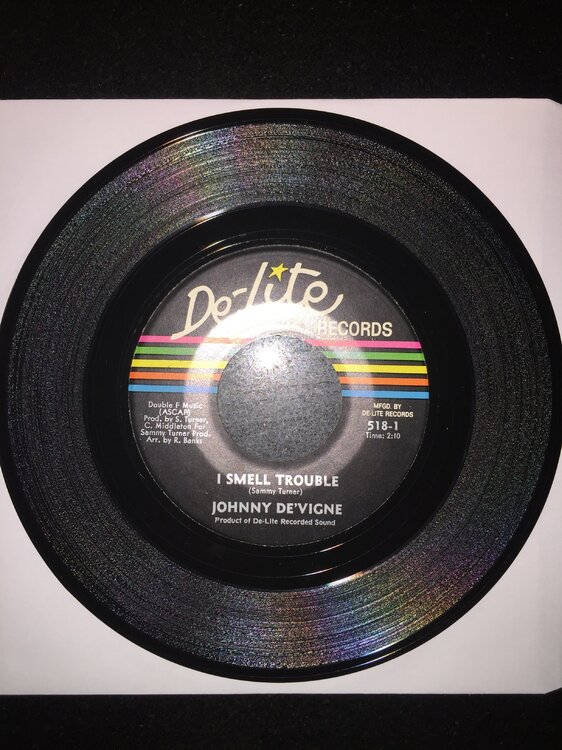 De-Lite
RECORDS
Double F Music
(ASCAP)
Prod. by S. Turner,
C. Middleton For
Sammy Turner Prod.
Arr. by R. Banks
MFGD. BY
DE-LITE RECORDS
518-1
Time: 2:10
I SMELL TROUBLE
(Sammy Turner)
JOHNNY DE'VIGNE
Product of De-Lite Recorded Sound